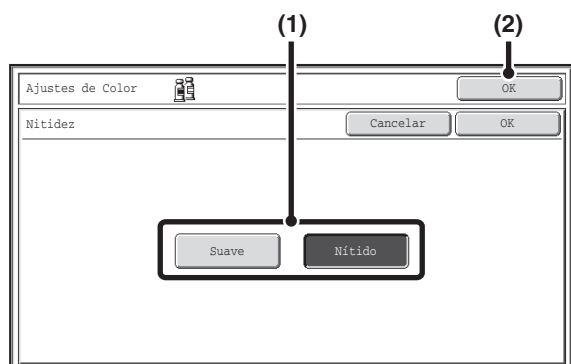 (1) (2)
Ajustes de Color OK
Nitidez Cancelar OK
Suave Nítido